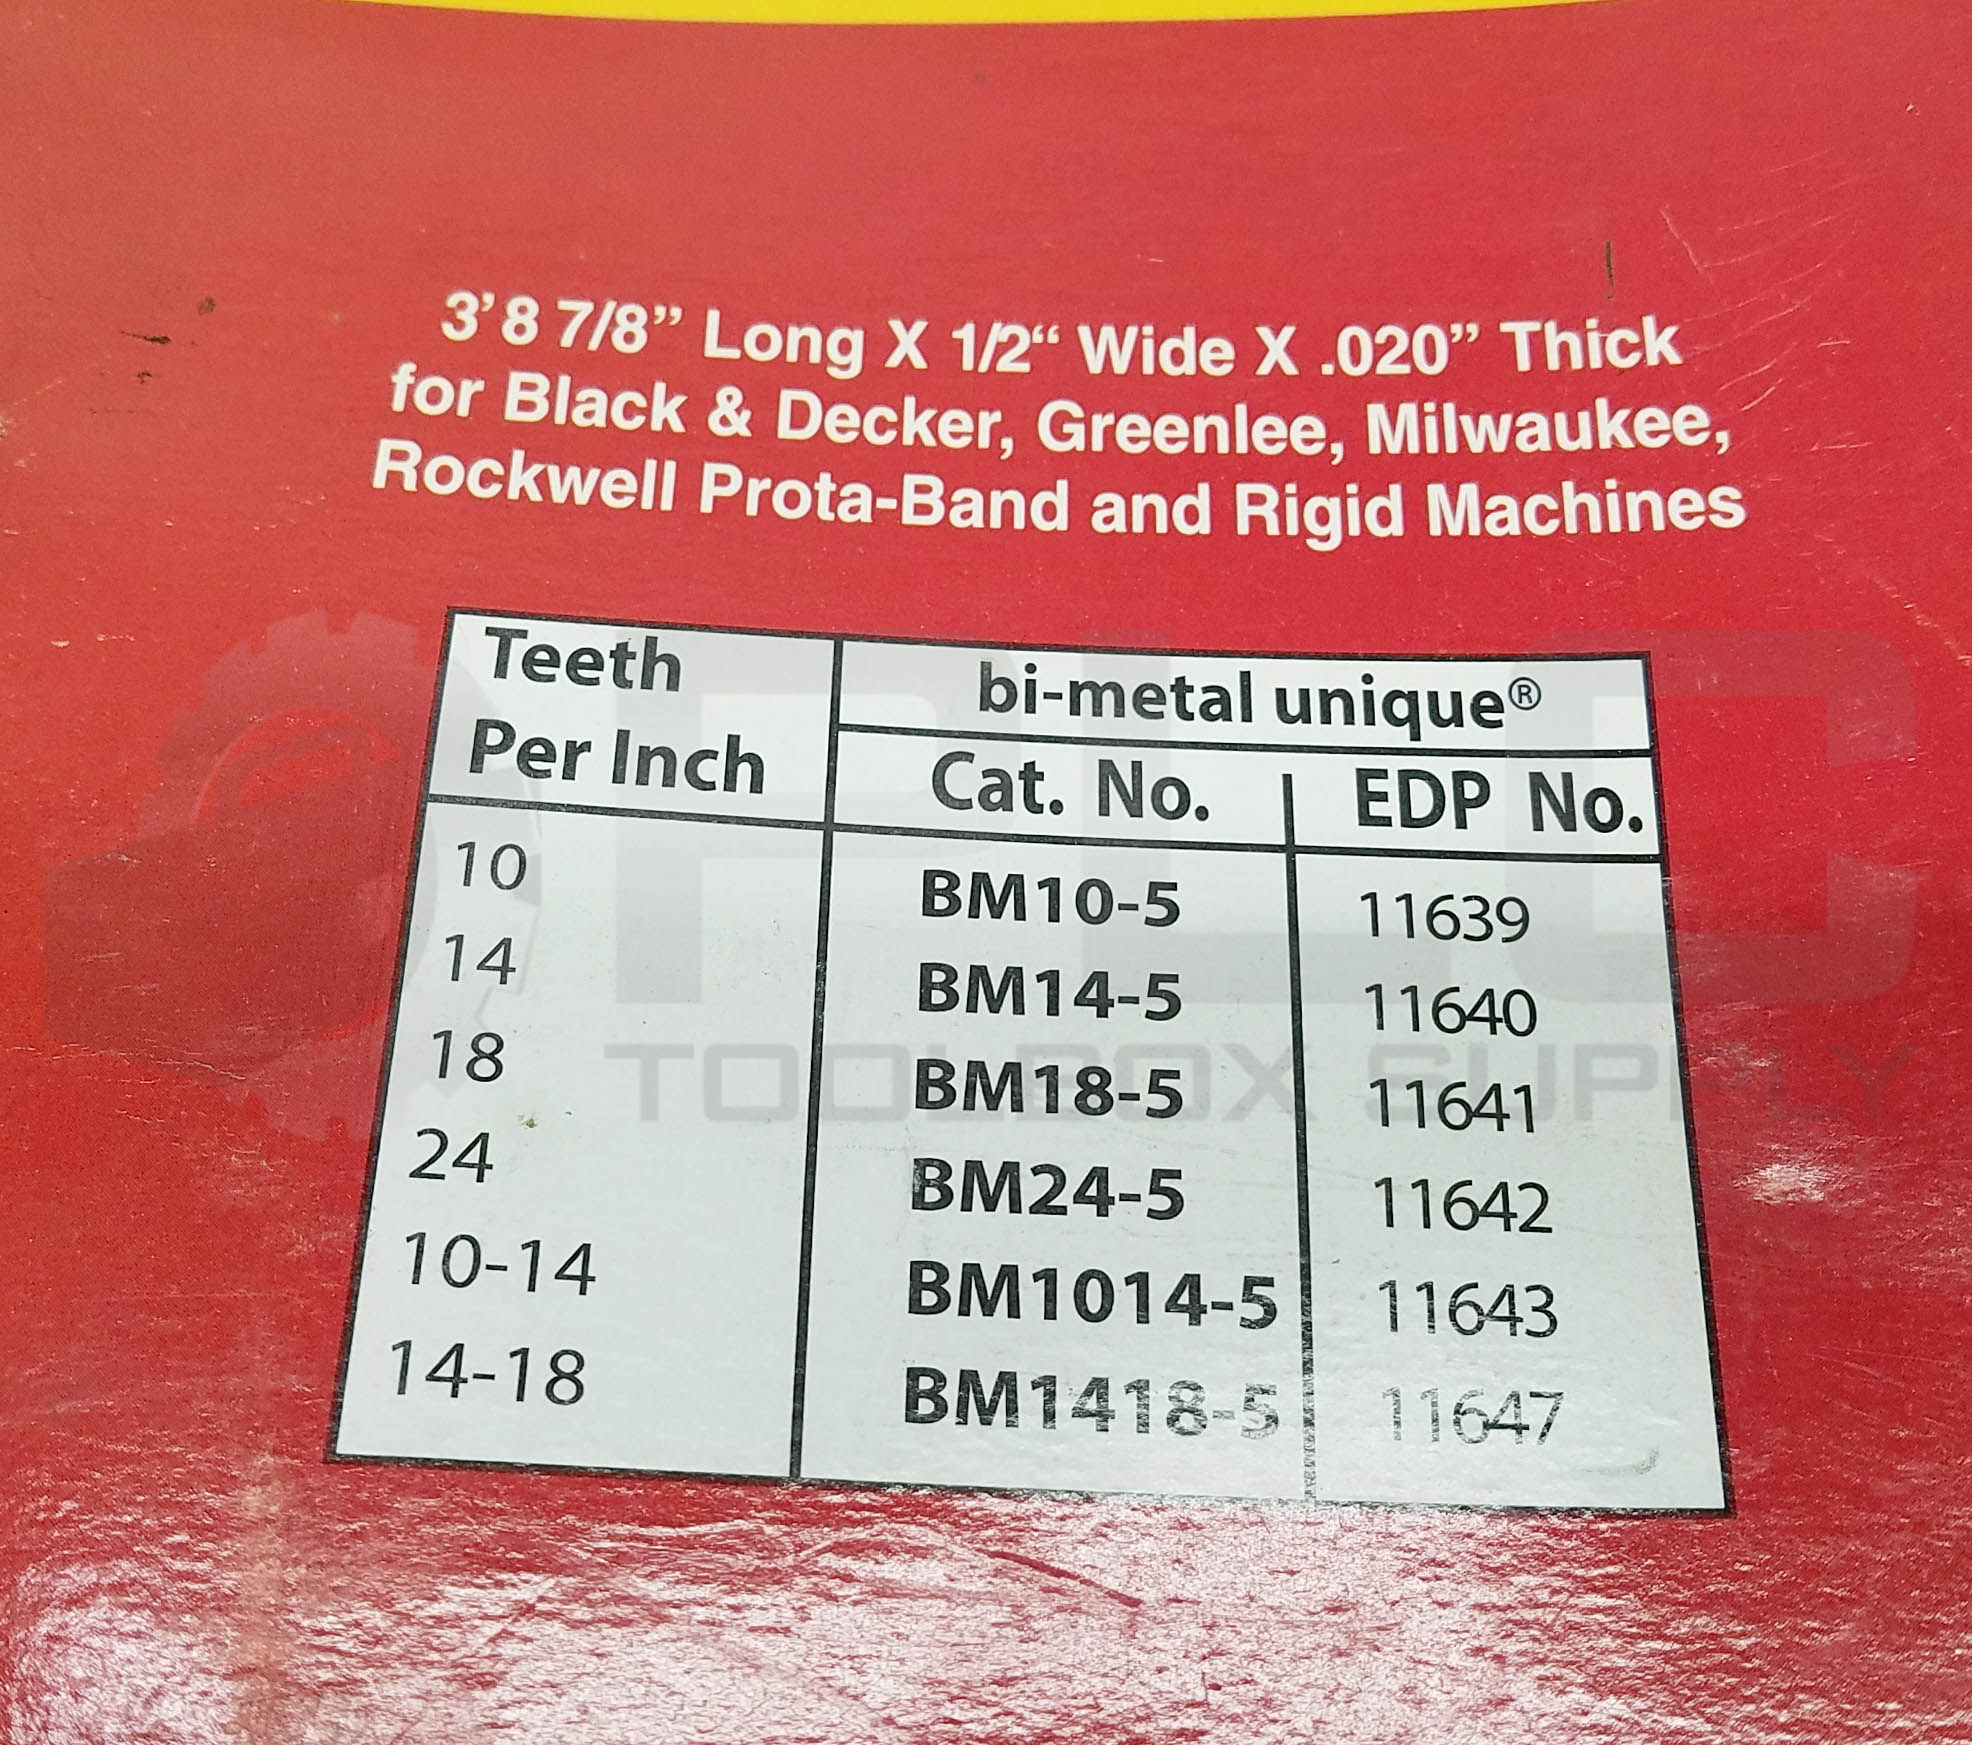 3’8 7/8” Long X 1/2“ Wide X .020” Thick
for Black & Decker, Greenlee, Milwaukee,
Rockwell Prota-Band and Rigid Machines
Teeth Per Inch
bi-metal unique®
Cat. No. EDP No.
10 BM10-5 11639
14 BM14-5 11640
18 BM18-5 11641
24 BM24-5 11642
10-14 BM1014-5 11643
14-18 BM1418-5 11647
PLC
TOOLBOX SUPPLY